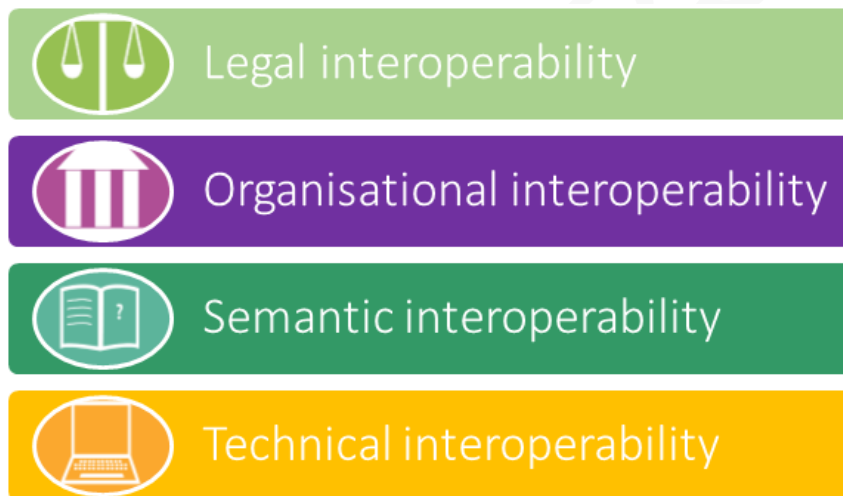 Legal interoperability
Organisational interoperability
?
Semantic interoperability
Technical interoperability